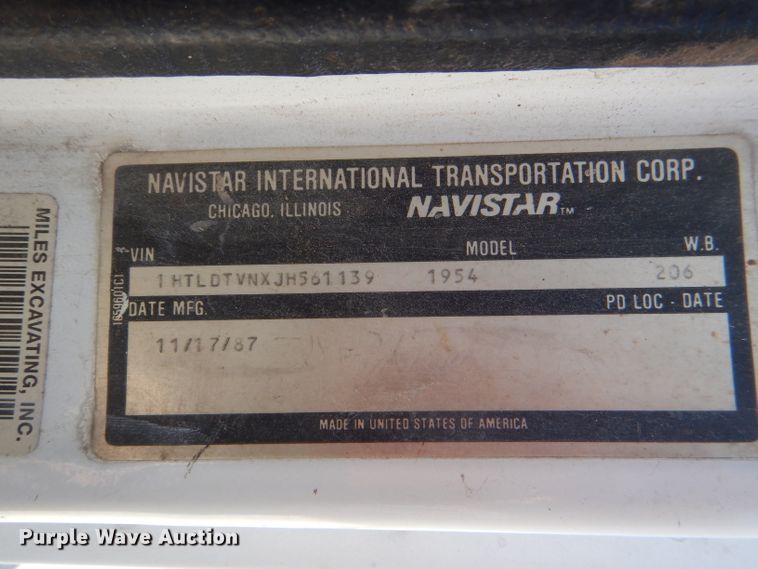 NAVISTAR INTERNATIONAL TRANSPORTATION CORP.
CHICAGO, ILLINOIS NAVISTAR™
VIN MODEL W.B.
1HTLDTVNXJH561139 1954 206
DATE MFG. PD LOC - DATE
11/17/87
MADE IN UNITED STATES OF AMERICA
MILES EXCAVATING, INC.
Purple Wave Auction